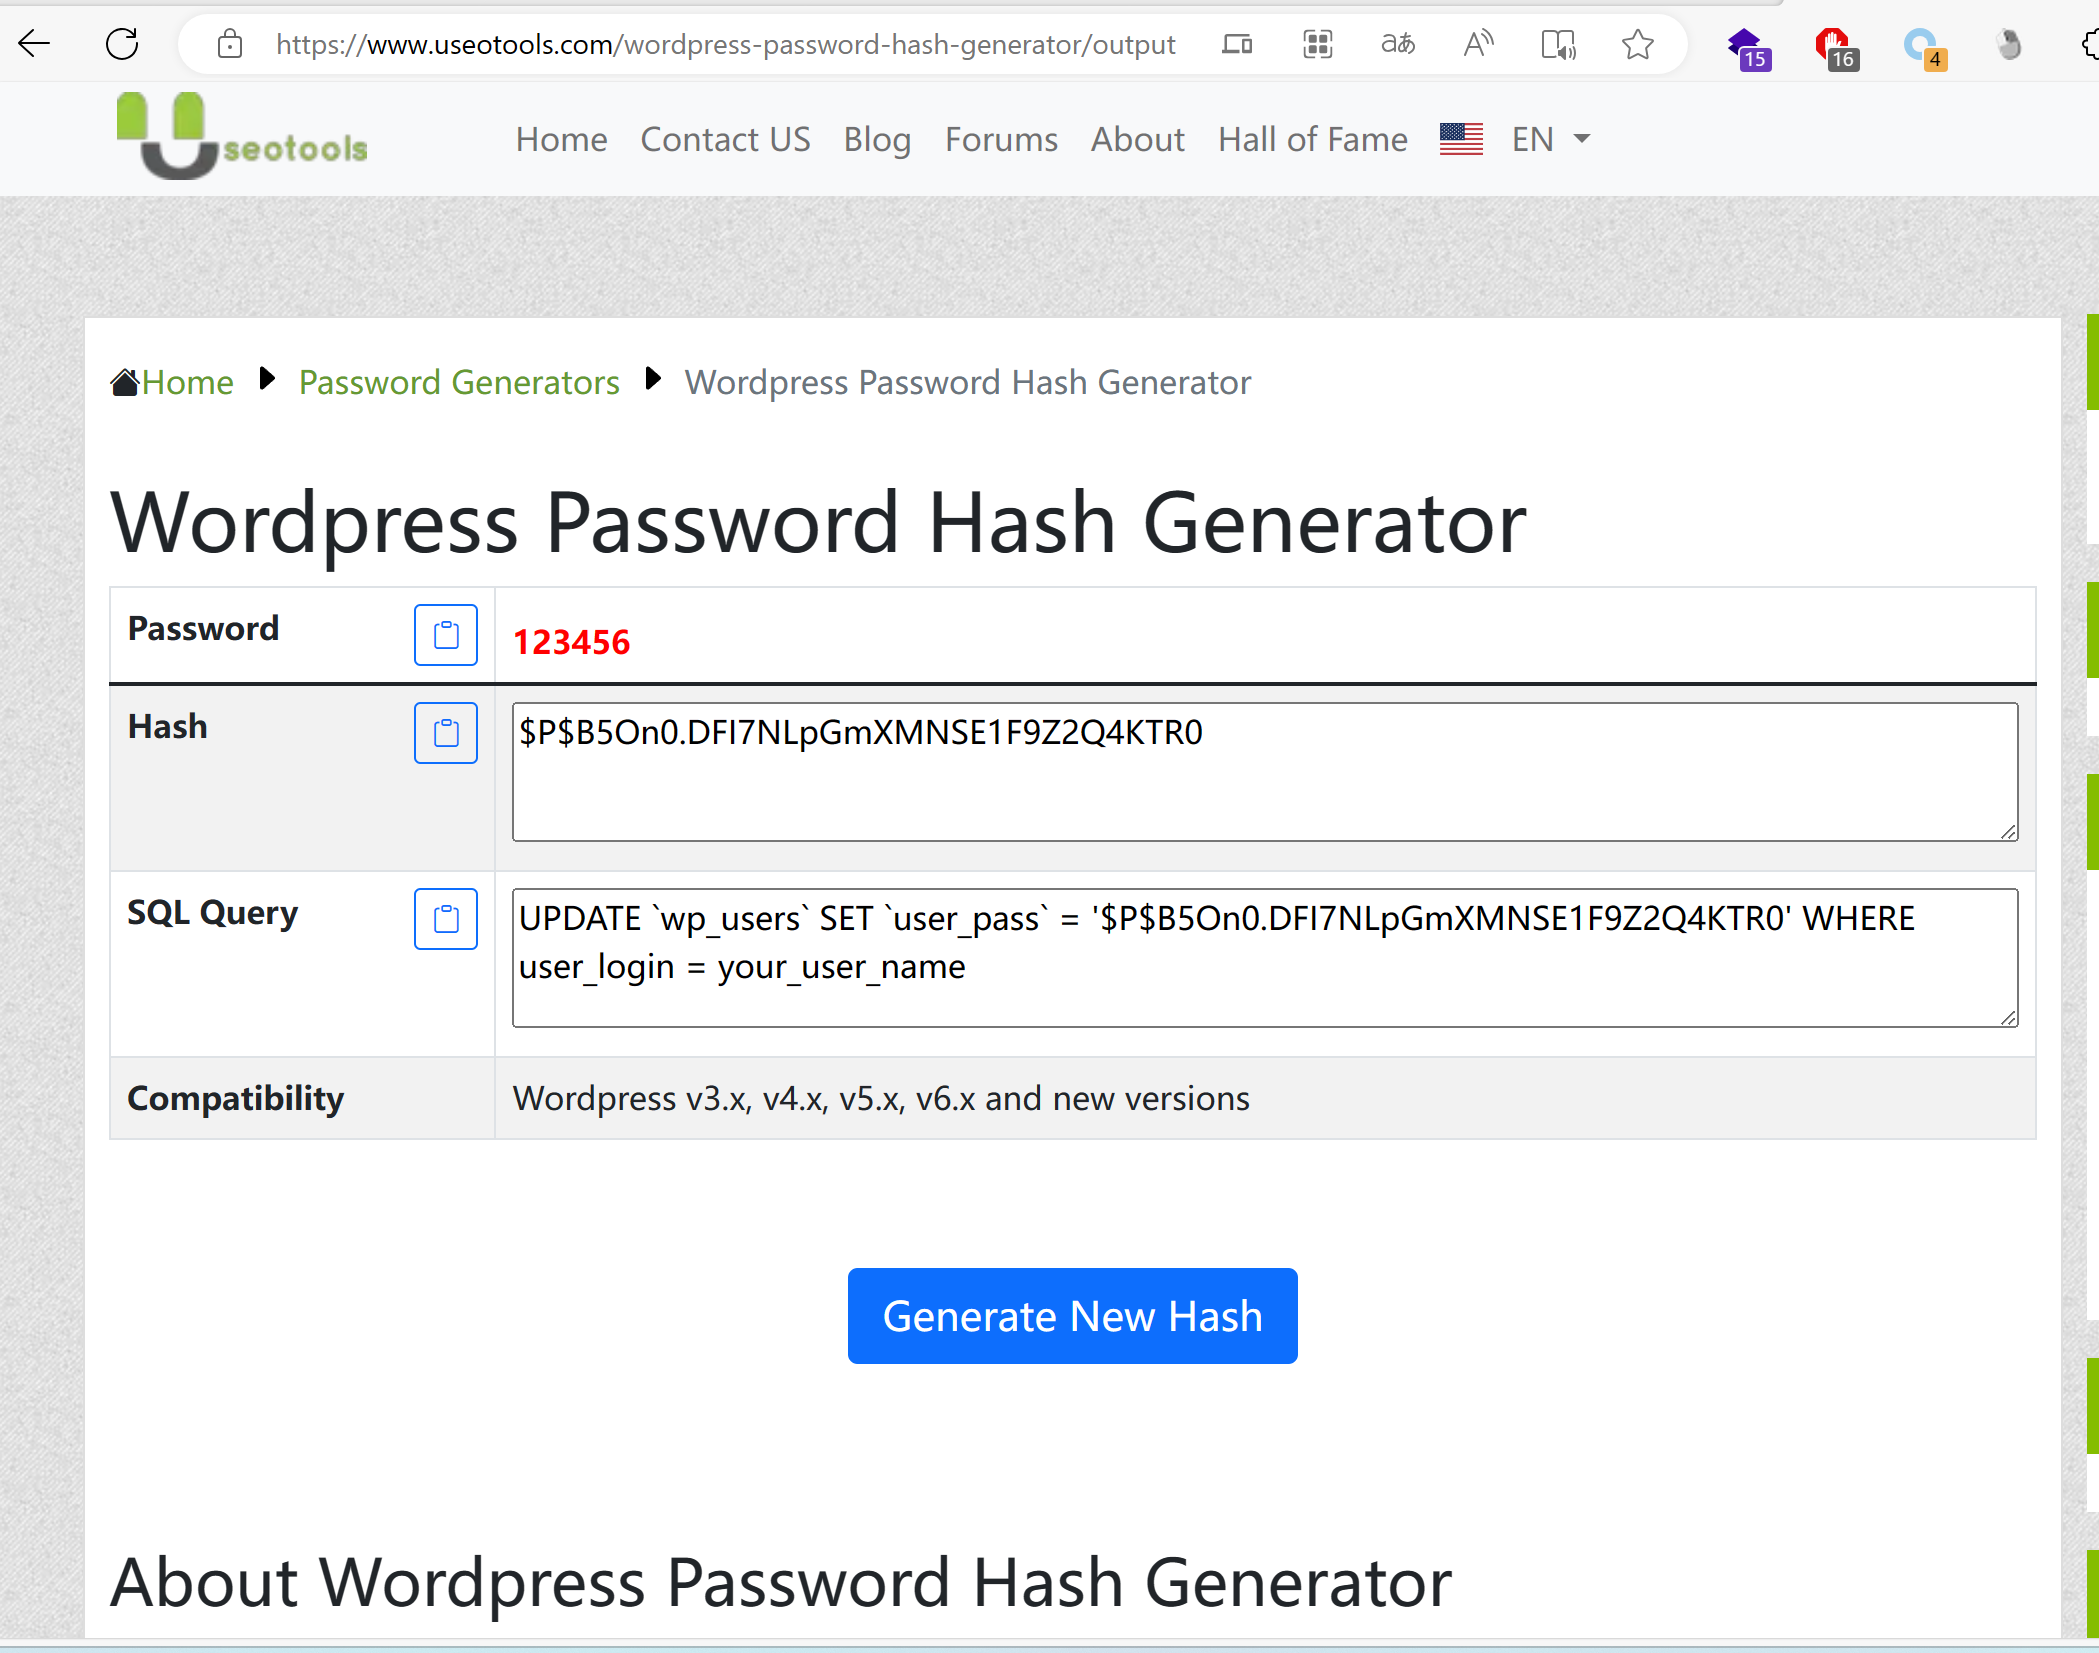 https://www.useotools.com/wordpress-password-hash-generator/output
aあ
A
15
16
4
Useotools
Home Contact US Blog Forums About Hall of Fame EN
Home Password Generators Wordpress Password Hash Generator
Wordpress Password Hash Generator
Password 123456
Hash $P$B5On0.DFI7NLpGmXMNSE1F9Z2Q4KTR0
SQL Query UPDATE `wp_users` SET `user_pass` = '$P$B5On0.DFI7NLpGmXMNSE1F9Z2Q4KTR0' WHERE
user_login = your_user_name
Compatibility Wordpress v3.x, v4.x, v5.x, v6.x and new versions
Generate New Hash
About Wordpress Password Hash Generator